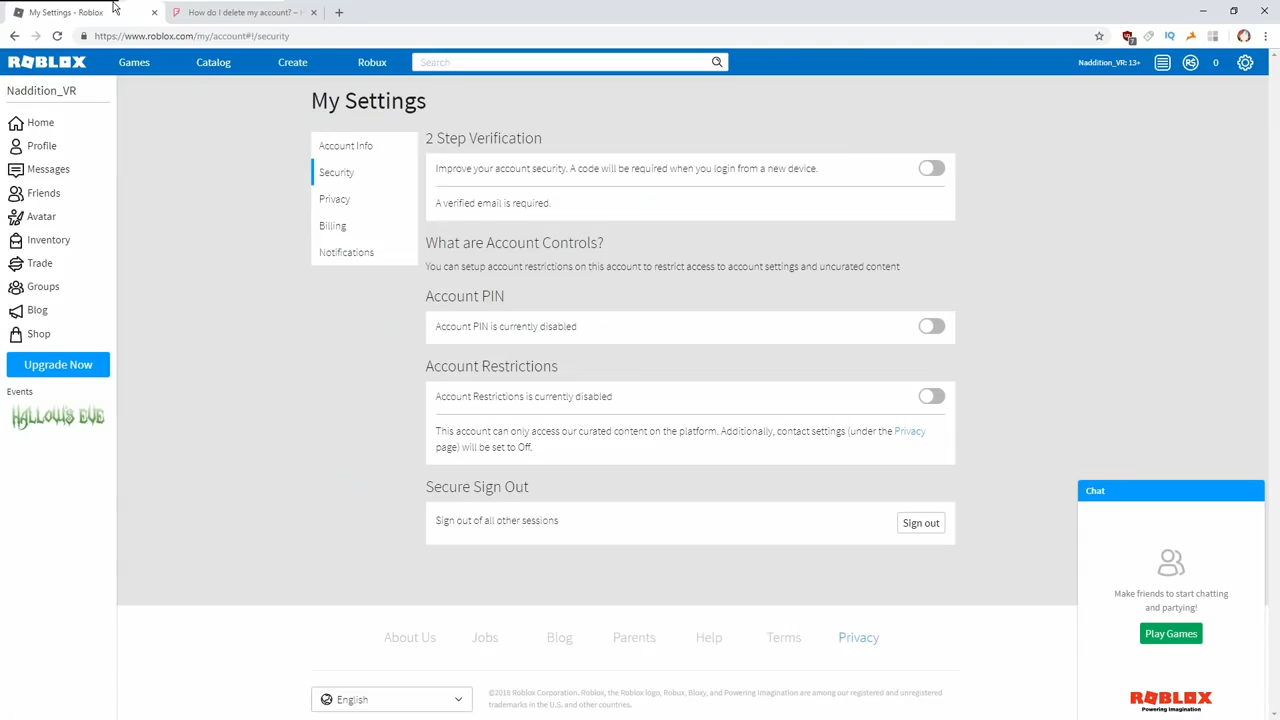 My Settings - Roblox
How do I delete my account? –
https://www.roblox.com/my/account#!/security
7
IQ
ROBLOX
Games
Catalog
Create
Robux
Search
Naddition_VR: 13+
R$
0
Naddition_VR
Home
Profile
Messages
Friends
Avatar
Inventory
Trade
Groups
Blog
Shop
Upgrade Now
Events
HALLOW'S EVE
My Settings
Account Info
Security
Privacy
Billing
Notifications
2 Step Verification
Improve your account security. A code will be required when you login from a new device.
A verified email is required.
What are Account Controls?
You can setup account restrictions on this account to restrict access to account settings and uncurated content
Account PIN
Account PIN is currently disabled
Account Restrictions
Account Restrictions is currently disabled
This account can only access our curated content on the platform. Additionally, contact settings (under the Privacy
page) will be set to Off.
Secure Sign Out
Sign out of all other sessions
Sign out
Chat
Make friends to start chatting
and partying!
Play Games
ROBLOX
Powering Imagination
About Us
Jobs
Blog
Parents
Help
Terms
Privacy
English
©2018 Roblox Corporation. Roblox, the Roblox logo, Robux, Bloxy, and Powering Imagination are among our registered and unregistered
trademarks in the U.S. and other countries.